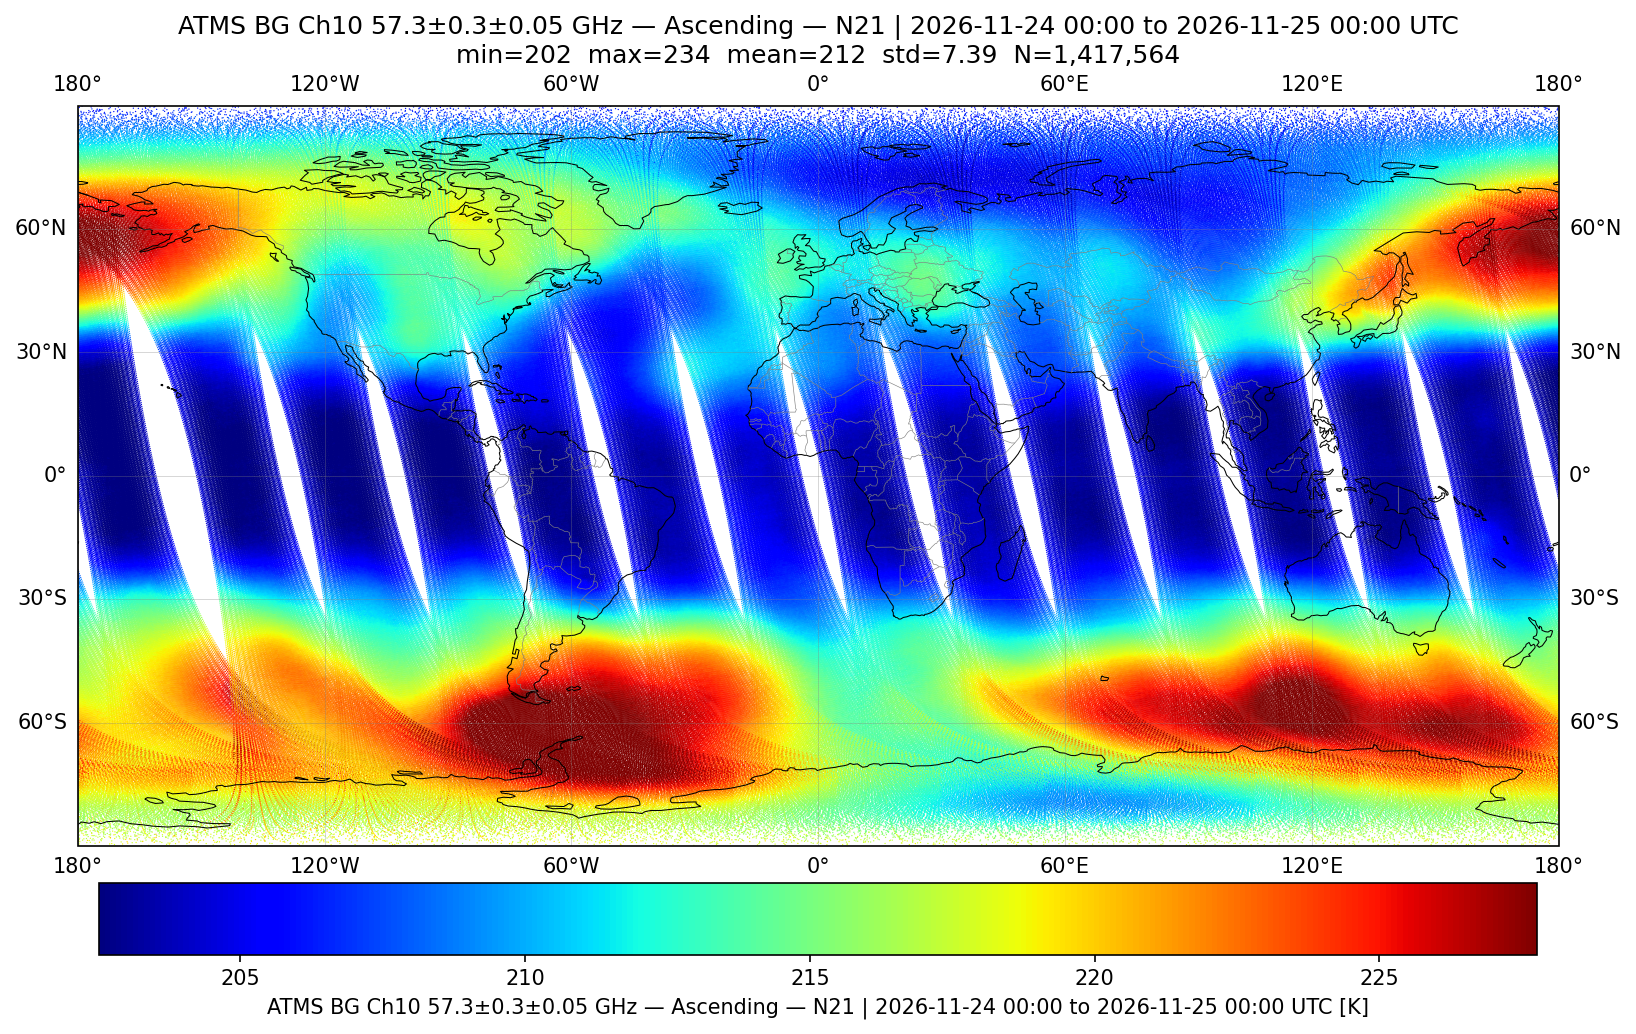 ATMS BG Ch10 57.3±0.3±0.05 GHz — Ascending — N21 | 2026-11-24 00:00 to 2026-11-25 00:00 UTC
min=202 max=234 mean=212 std=7.39 N=1,417,564
180° 120°W 60°W 0° 60°E 120°E 180°
60°N 60°N
30°N 30°N
0° 0°
30°S 30°S
60°S 60°S
180° 120°W 60°W 0° 60°E 120°E 180°
205 210 215 220 225
ATMS BG Ch10 57.3±0.3±0.05 GHz — Ascending — N21 | 2026-11-24 00:00 to 2026-11-25 00:00 UTC [K]